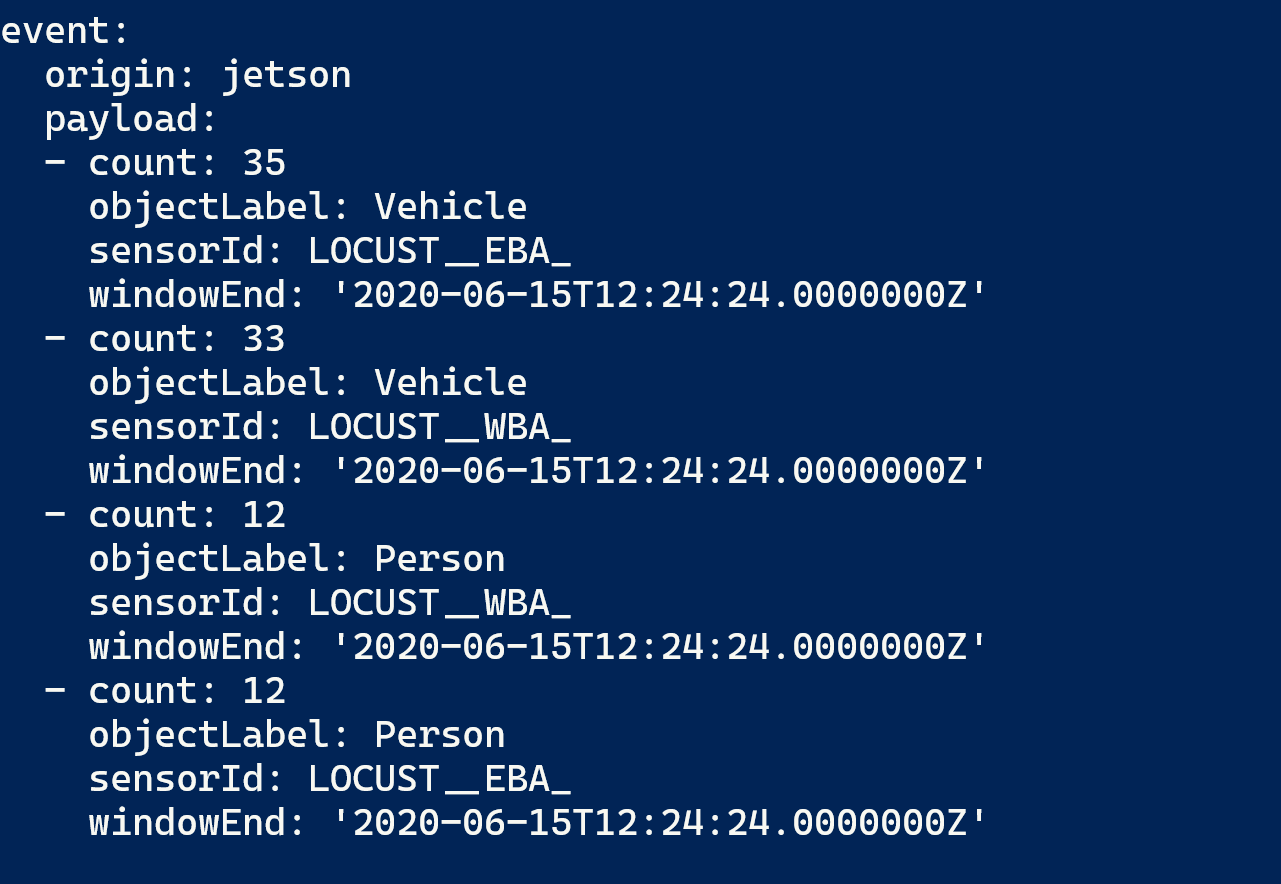 event:
  origin: jetson
  payload:
  - count: 35
    objectLabel: Vehicle
    sensorId: LOCUST__EBA_
    windowEnd: '2020-06-15T12:24:24.0000000Z'
  - count: 33
    objectLabel: Vehicle
    sensorId: LOCUST__WBA_
    windowEnd: '2020-06-15T12:24:24.0000000Z'
  - count: 12
    objectLabel: Person
    sensorId: LOCUST__WBA_
    windowEnd: '2020-06-15T12:24:24.0000000Z'
  - count: 12
    objectLabel: Person
    sensorId: LOCUST__EBA_
    windowEnd: '2020-06-15T12:24:24.0000000Z'